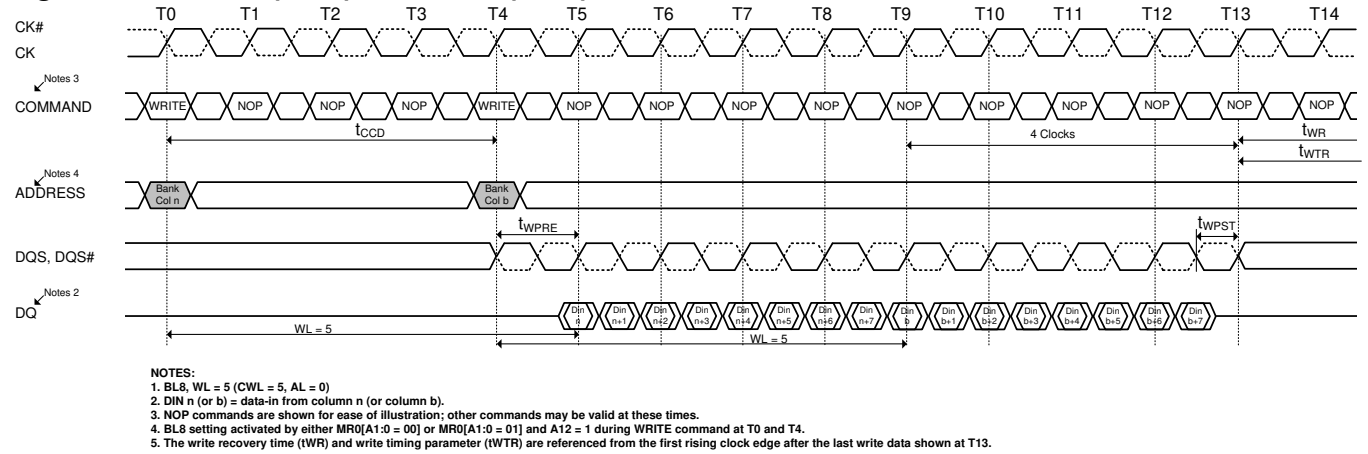 T0 T1 T2 T3 T4 T5 T6 T7 T8 T9 T10 T11 T12 T13 T14
CK#
CK
Notes 3
COMMAND WRITE NOP NOP NOP WRITE NOP NOP NOP NOP NOP NOP NOP NOP NOP NOP
tCCD 4 Clocks tWR
tWTR
Notes 4
ADDRESS
Bank Bank
Col n Col b
tWPRE tWPST
DQS, DQS#
Notes 2
DQ
Din Din Din Din Din Din Din Din Din Din Din Din Din Din Din Din
n n+1 n+2 n+3 n+4 n+5 n+6 n+7 b b+1 b+2 b+3 b+4 b+5 b+6 b+7
WL = 5 WL = 5
NOTES:
1. BL8, WL = 5 (CWL = 5, AL = 0)
2. DIN n (or b) = data-in from column n (or column b).
3. NOP commands are shown for ease of illustration; other commands may be valid at these times.
4. BL8 setting activated by either MR0[A1:0 = 00] or MR0[A1:0 = 01] and A12 = 1 during WRITE command at T0 and T4.
5. The write recovery time (tWR) and write timing parameter (tWTR) are referenced from the first rising clock edge after the last write data shown at T13.